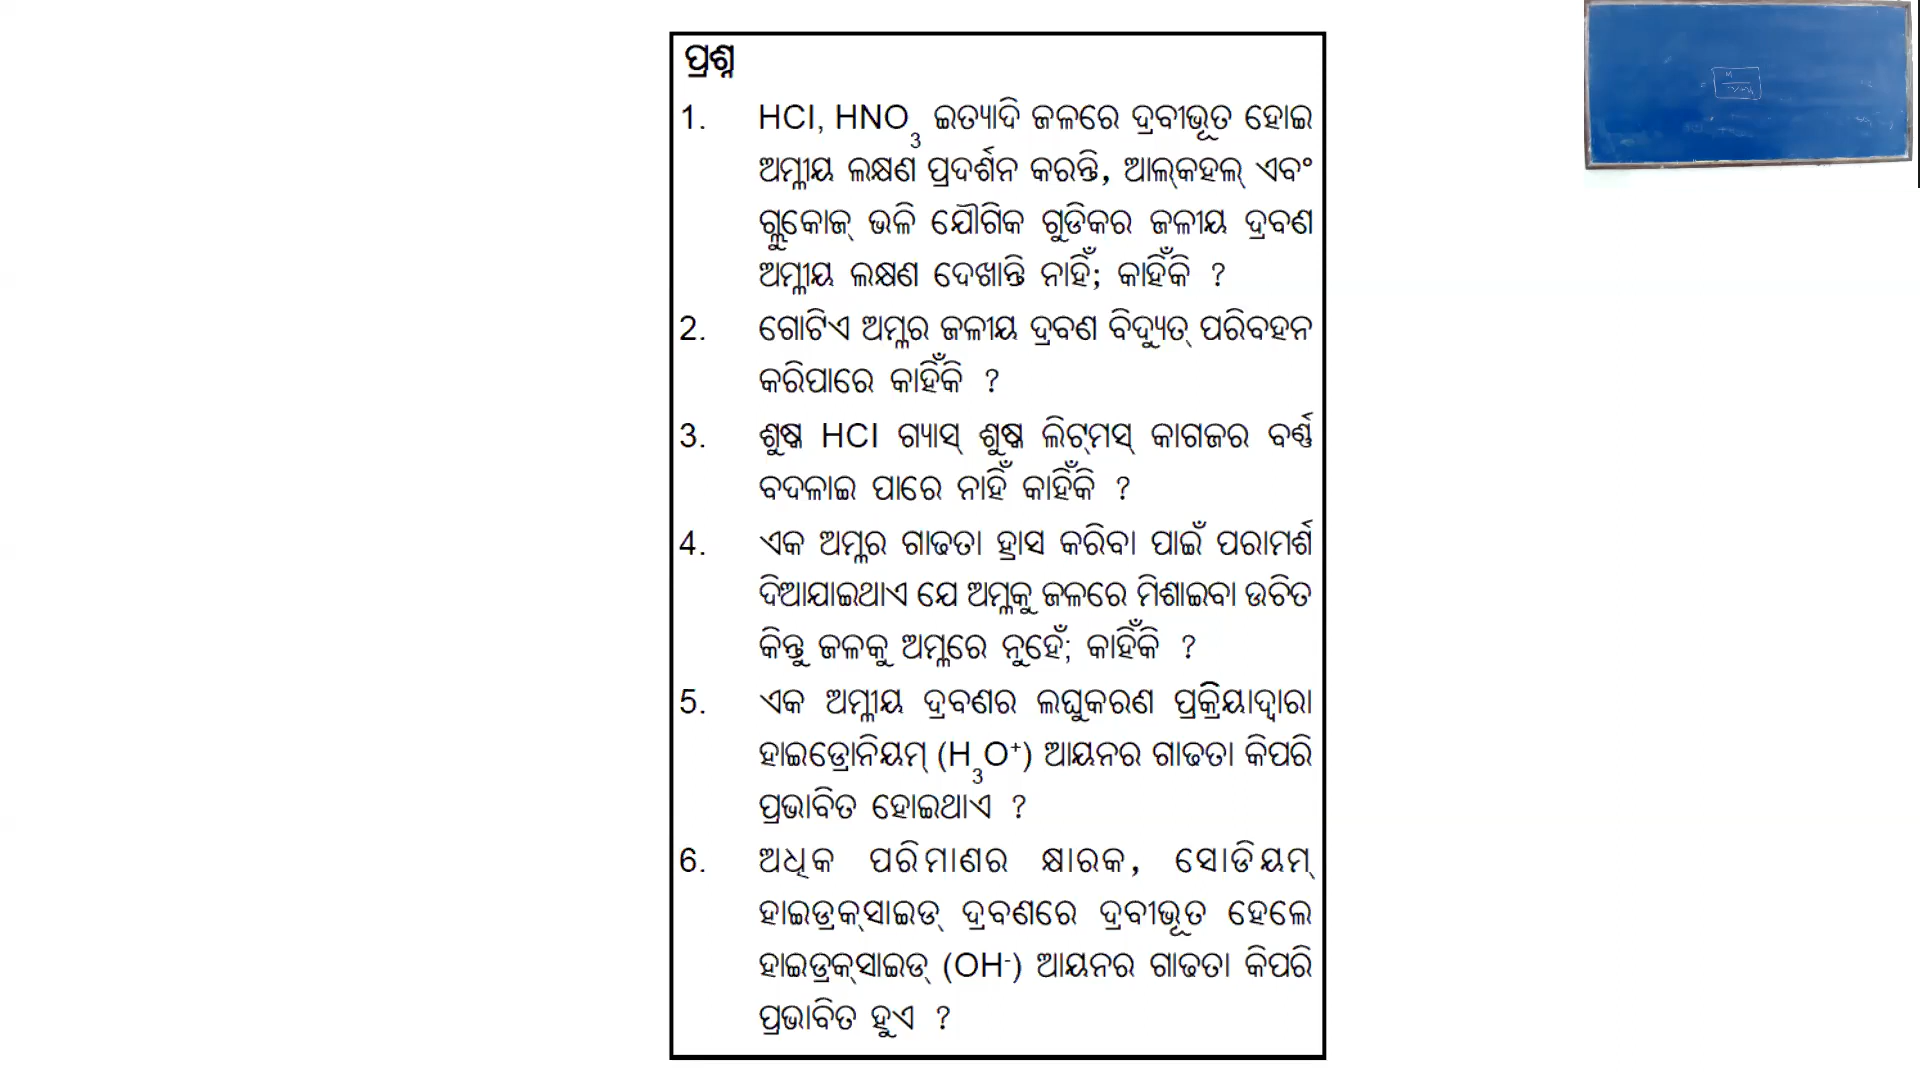 ପ୍ରଶ୍ନ
1. HCl, HNO3 ଇତ୍ୟାଦି ଜଳରେ ଦ୍ରବୀଭୂତ ହୋଇ
ଅମ୍ଳୀୟ ଲକ୍ଷଣ ପ୍ରଦର୍ଶନ କରନ୍ତି, ଆଲ୍‌କହଲ୍ ଏବଂ
ଗ୍ଲୁକୋଜ୍ ଭଳି ଯୌଗିକ ଗୁଡିକର ଜଳୀୟ ଦ୍ରବଣ
ଅମ୍ଳୀୟ ଲକ୍ଷଣ ଦେଖାନ୍ତି ନାହିଁ; କାହିଁକି ?
2. ଗୋଟିଏ ଅମ୍ଳର ଜଳୀୟ ଦ୍ରବଣ ବିଦ୍ୟୁତ୍ ପରିବହନ
କରିପାରେ କାହିଁକି ?
3. ଶୁଷ୍କ HCl ଗ୍ୟାସ୍ ଶୁଷ୍କ ଲିଟ୍‌ମସ୍ କାଗଜର ବର୍ଣ୍ଣ
ବଦଳାଇ ପାରେ ନାହିଁ କାହିଁକି ?
4. ଏକ ଅମ୍ଳର ଗାଢତା ହ୍ରାସ କରିବା ପାଇଁ ପରାମର୍ଶ
ଦିଆଯାଇଥାଏ ଯେ ଅମ୍ଳକୁ ଜଳରେ ମିଶାଇବା ଉଚିତ
କିନ୍ତୁ ଜଳକୁ ଅମ୍ଳରେ ନୁହେଁ; କାହିଁକି ?
5. ଏକ ଅମ୍ଳୀୟ ଦ୍ରବଣର ଲଘୁକରଣ ପ୍ରକ୍ରିୟାଦ୍ୱାରା
ହାଇଡ୍ରୋନିୟମ୍ (H3O+) ଆୟନର ଗାଢତା କିପରି
ପ୍ରଭାବିତ ହୋଇଥାଏ ?
6. ଅଧିକ ପରିମାଣର କ୍ଷାରକ, ସୋଡିୟମ୍
ହାଇଡ୍ରକ୍‌ସାଇଡ୍ ଦ୍ରବଣରେ ଦ୍ରବୀଭୂତ ହେଲେ
ହାଇଡ୍ରକ୍‌ସାଇଡ୍ (OH-) ଆୟନର ଗାଢତା କିପରି
ପ୍ରଭାବିତ ହୁଏ ?